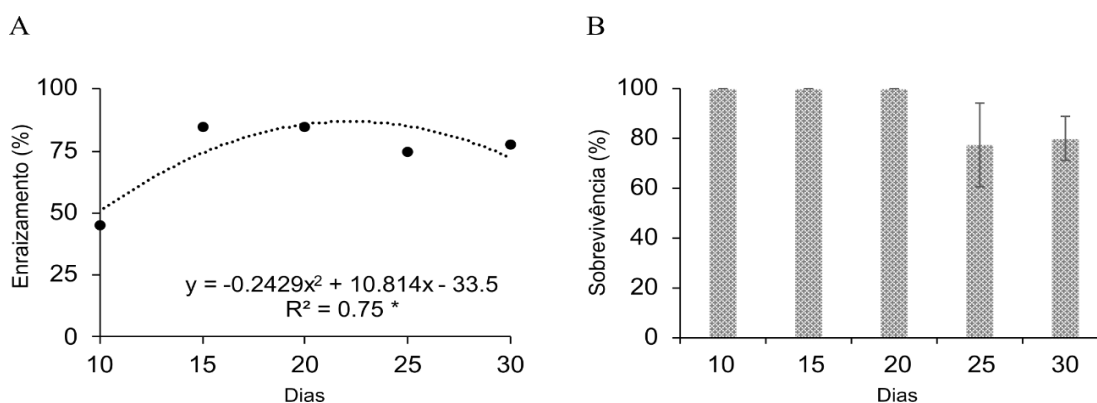 A
Enraizamento (%)
100
75
50
25
0
y = -0.2429x² + 10.814x - 33.5
R² = 0.75 *
10 15 20 25 30
Dias
B
Sobrevivência (%)
100
80
60
40
20
0
10 15 20 25 30
Dias